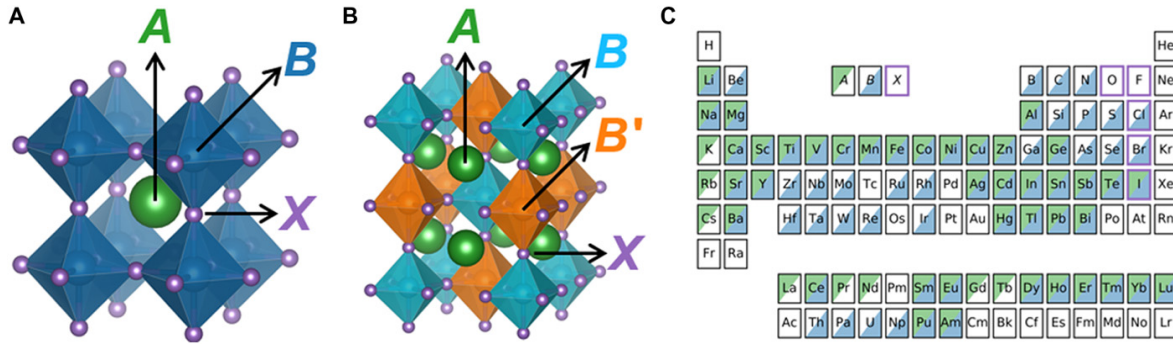 A
B
C
A
B
X
A
B
B'
X
H He
Li Be A B X B C N O F Ne
Na Mg Al Si P S Cl Ar
K Ca Sc Ti V Cr Mn Fe Co Ni Cu Zn Ga Ge As Se Br Kr
Rb Sr Y Zr Nb Mo Tc Ru Rh Pd Ag Cd In Sn Sb Te I Xe
Cs Ba Hf Ta W Re Os Ir Pt Au Hg Tl Pb Bi Po At Rn
Fr Ra
La Ce Pr Nd Pm Sm Eu Gd Tb Dy Ho Er Tm Yb Lu
Ac Th Pa U Np Pu Am Cm Bk Cf Es Fm Md No Lr